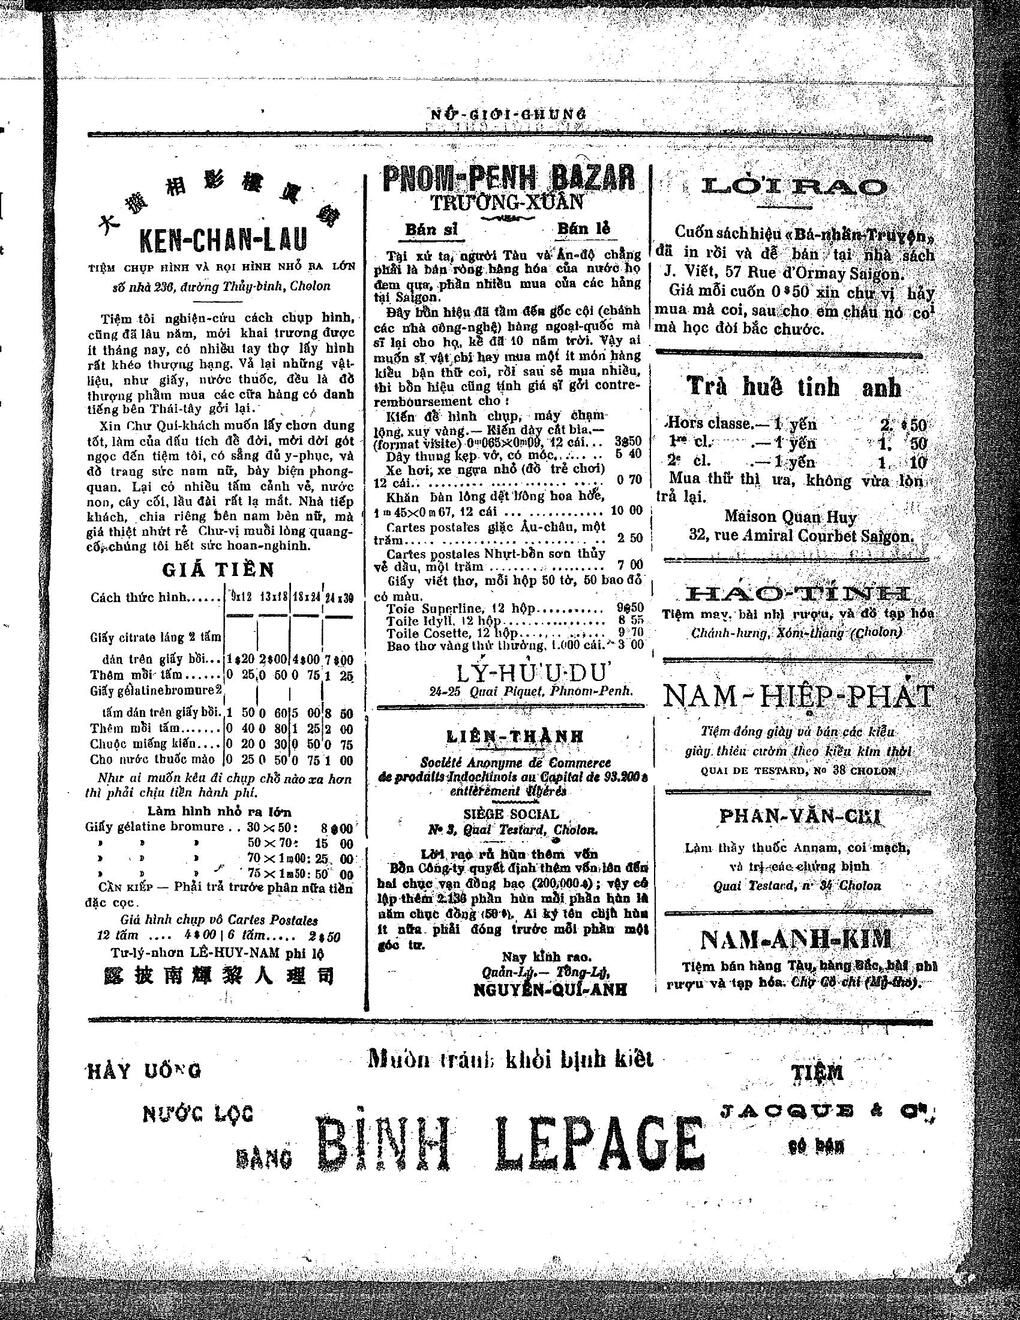 NỮ-GIỚI-CHUNG
大 擴 相 影 樓 真 鏡
KEN-CHAN-LAU
TIỆM CHỤP HÌNH VÀ RỌI HÌNH NHỎ RA LỚN
số nhà 236, đường Thủy-binh, Cholon
Tiệm tôi nghiện-cứu cách chụp hình,
cũng đã lâu năm, mới khai trương được
ít tháng nay, có nhiều tay thợ lấy hình
rất khéo thượng hạng. Vả lại những vật-
liệu, như giấy, nước thuốc, đều là đồ
thượng phẩm mua các cửa hàng có danh
tiếng bên Thái-tây gởi lại.
Xin Chư Quí-khách muốn lấy chơn dung
tốt, làm của dấu tích để đời, mời dời gót
ngọc đến tiệm tôi, có sẳng đủ y-phục, và
đồ trang sức nam nữ, bày biện phong-
quan. Lại có nhiều tấm cảnh vẻ, nước
non, cây cối, lầu đài rất lạ mắt. Nhà tiếp
khách, chia riêng bên nam bên nữ, mà
giá thiệt nhứt rẻ Chư-vị muồi lòng quang-
cố, chúng tôi hết sức hoan-nghinh.
GIÁ TIỀN
Cách thức hình...... 9x12 13x18 18x24 24x30
Giấy citrate láng 2 tấm
dán trên giấy bồi... 1$20 2$00 4$00 7$00
Thêm mỗi tấm...... 0 25 0 50 0 75 1 25
Giấy gélatinebromure 2
tấm dán trên giấy bồi. 1 50 0 60 5 00 8 50
Thêm mỗi tấm....... 0 40 0 80 1 25 2 00
Chuộc miếng kiến.... 0 20 0 30 0 50 0 75
Cho nước thuốc mào 0 25 0 50 0 75 1 00
Như ai muốn kêu đi chụp chỗ nào xa hơn
thì phải chịu tiền hành phí.
Làm hình nhỏ ra lớn
Giấy gélatine bromure . . 30 × 50 : 8 $00
» » » 50 × 70 : 15 00
» » » 70 × 1m00 : 25 00
» » » 75 × 1m50 : 50 00
CẦN KIẾP — Phải trả trước phân nữa tiền
đặc cọc.
Giá hình chụp vô Cartes Postales
12 tấm .... 4$00 | 6 tấm..... 2$50
Tư-lý-nhơn LÊ-HUY-NAM phi lộ
露 披 南 輝 黎 人 理 司
PNOM-PENH BAZAR
TRƯỜNG-XUÂN
Bán sỉ Bán lẻ
Tại xứ ta, người Tàu và Ấn-độ chẳng
phải là bán ròng hàng hóa của nước họ
đem qua, phần nhiều mua của các hảng
tại Saigon.
Đây bổn hiệu đã tầm đến gốc cội (chánh
các nhà công-nghệ) hàng ngoại-quốc mà
sỉ lại cho họ, kể đã 10 năm trời. Vậy ai
muốn sỉ vật chi hay mua một ít món hàng
kiểu bận thử coi, rồi sau sẽ mua nhiều,
thì bổn hiệu cũng tính giá sỉ gởi contre-
remboursement cho :
Kiến để hình chụp, máy chạm
lộng, xuy vàng.— Kiến dày cắt bìa.—
(format visite) 0m065×0m09, 12 cái... 3$50
Dây thung kẹp vớ, có móc........ 5 40
Xe hơi, xe ngựa nhỏ (đồ trẻ chơi)
12 cái.................. 0 70
Khăn bàn lông dệt bông hoa hoè,
1m45×0m67, 12 cái ............. 10 00
Cartes postales giặc Âu-châu, một
trăm.......................... 2 50
Cartes postales Nhựt-bổn sơn thủy
vẻ dầu, một trăm ............. 7 00
Giấy viết thơ, mỗi hộp 50 tờ, 50 bao đủ
có màu.
Toie Superline, 12 hộp........... 9$50
Toile Idyll, 12 hộp............... 8 55
Toile Cosette, 12 hộp............ 9 70
Bao thơ vàng thứ thường, 1.000 cái. 3 00
LÝ-HỮU-DƯ
24-25 Quai Piquet, Phnom-Penh.
LIÊN-THÀNH
Société Anonyme de Commerce
de produits Indochinois au Capital de 93.200$
entièrement libérés
SIÈGE SOCIAL
No 3, Quai Testard, Cholon.
Lời rao rủ hùn thêm vốn
Bổn Công-ty quyết định thêm vốn lên đến
hai chục vạn đồng bạc (200.000$); vậy có
lập thêm 2.136 phần hùn mỗi phần hùn là
năm chục đồng (50$). Ai ký tên chịu hùn
ít nữa phải đóng trước mỗi phần một
góc tư.
Nay kính rao.
Quản-Lý.— Tổng-Lý,
NGUYỄN-QUÍ-ANH
LỜI RAO
Cuốn sách hiệu «Bá-nhẫn-Truyện»
đã in rồi và để bán tại nhà sách
J. Viết, 57 Rue d'Ormay Saigon.
Giá mỗi cuốn 0$50 xin chư vị hảy
mua mà coi, sau cho em cháu nó coi
mà học đòi bắc chước.
Trà huê tinh anh
Hors classe.— 1 yến 2. $50
1re cl. .— 1 yến 1. 50
2e cl. .— 1 yến 1. 10
Mua thử thì ưa, không vừa lòn
trả lại.
Maison Quan Huy
32, rue Amiral Courbet Saigon.
HẢO-TÍNH
Tiệm may, bài nhì rượu, và đồ tạp hóa
Chánh-hưng, Xóm-thang (Cholon)
NAM-HIỆP-PHÁT
Tiệm đóng giày và bán các kiểu
giày thiêu cườm theo kiểu kim thời
QUAI DE TESTARD, No 38 CHOLON
PHAN-VĂN-CHÍ
Làm thầy thuốc Annam, coi mạch,
và trị các chứng bịnh
Quai Testard, n° 34 Cholon
NAM-ANH-KIM
Tiệm bán hàng Tàu, hàng Bắc, bài nhì
rượu và tạp hóa. Chợ Gò chi (Mỹ-tho).
Muốn tránh khỏi bịnh kiết
HẢY UỐNG
NƯỚC LỌC
BẰNG
BÌNH LEPAGE
TIỆM
JACQUE & Cie
có bán